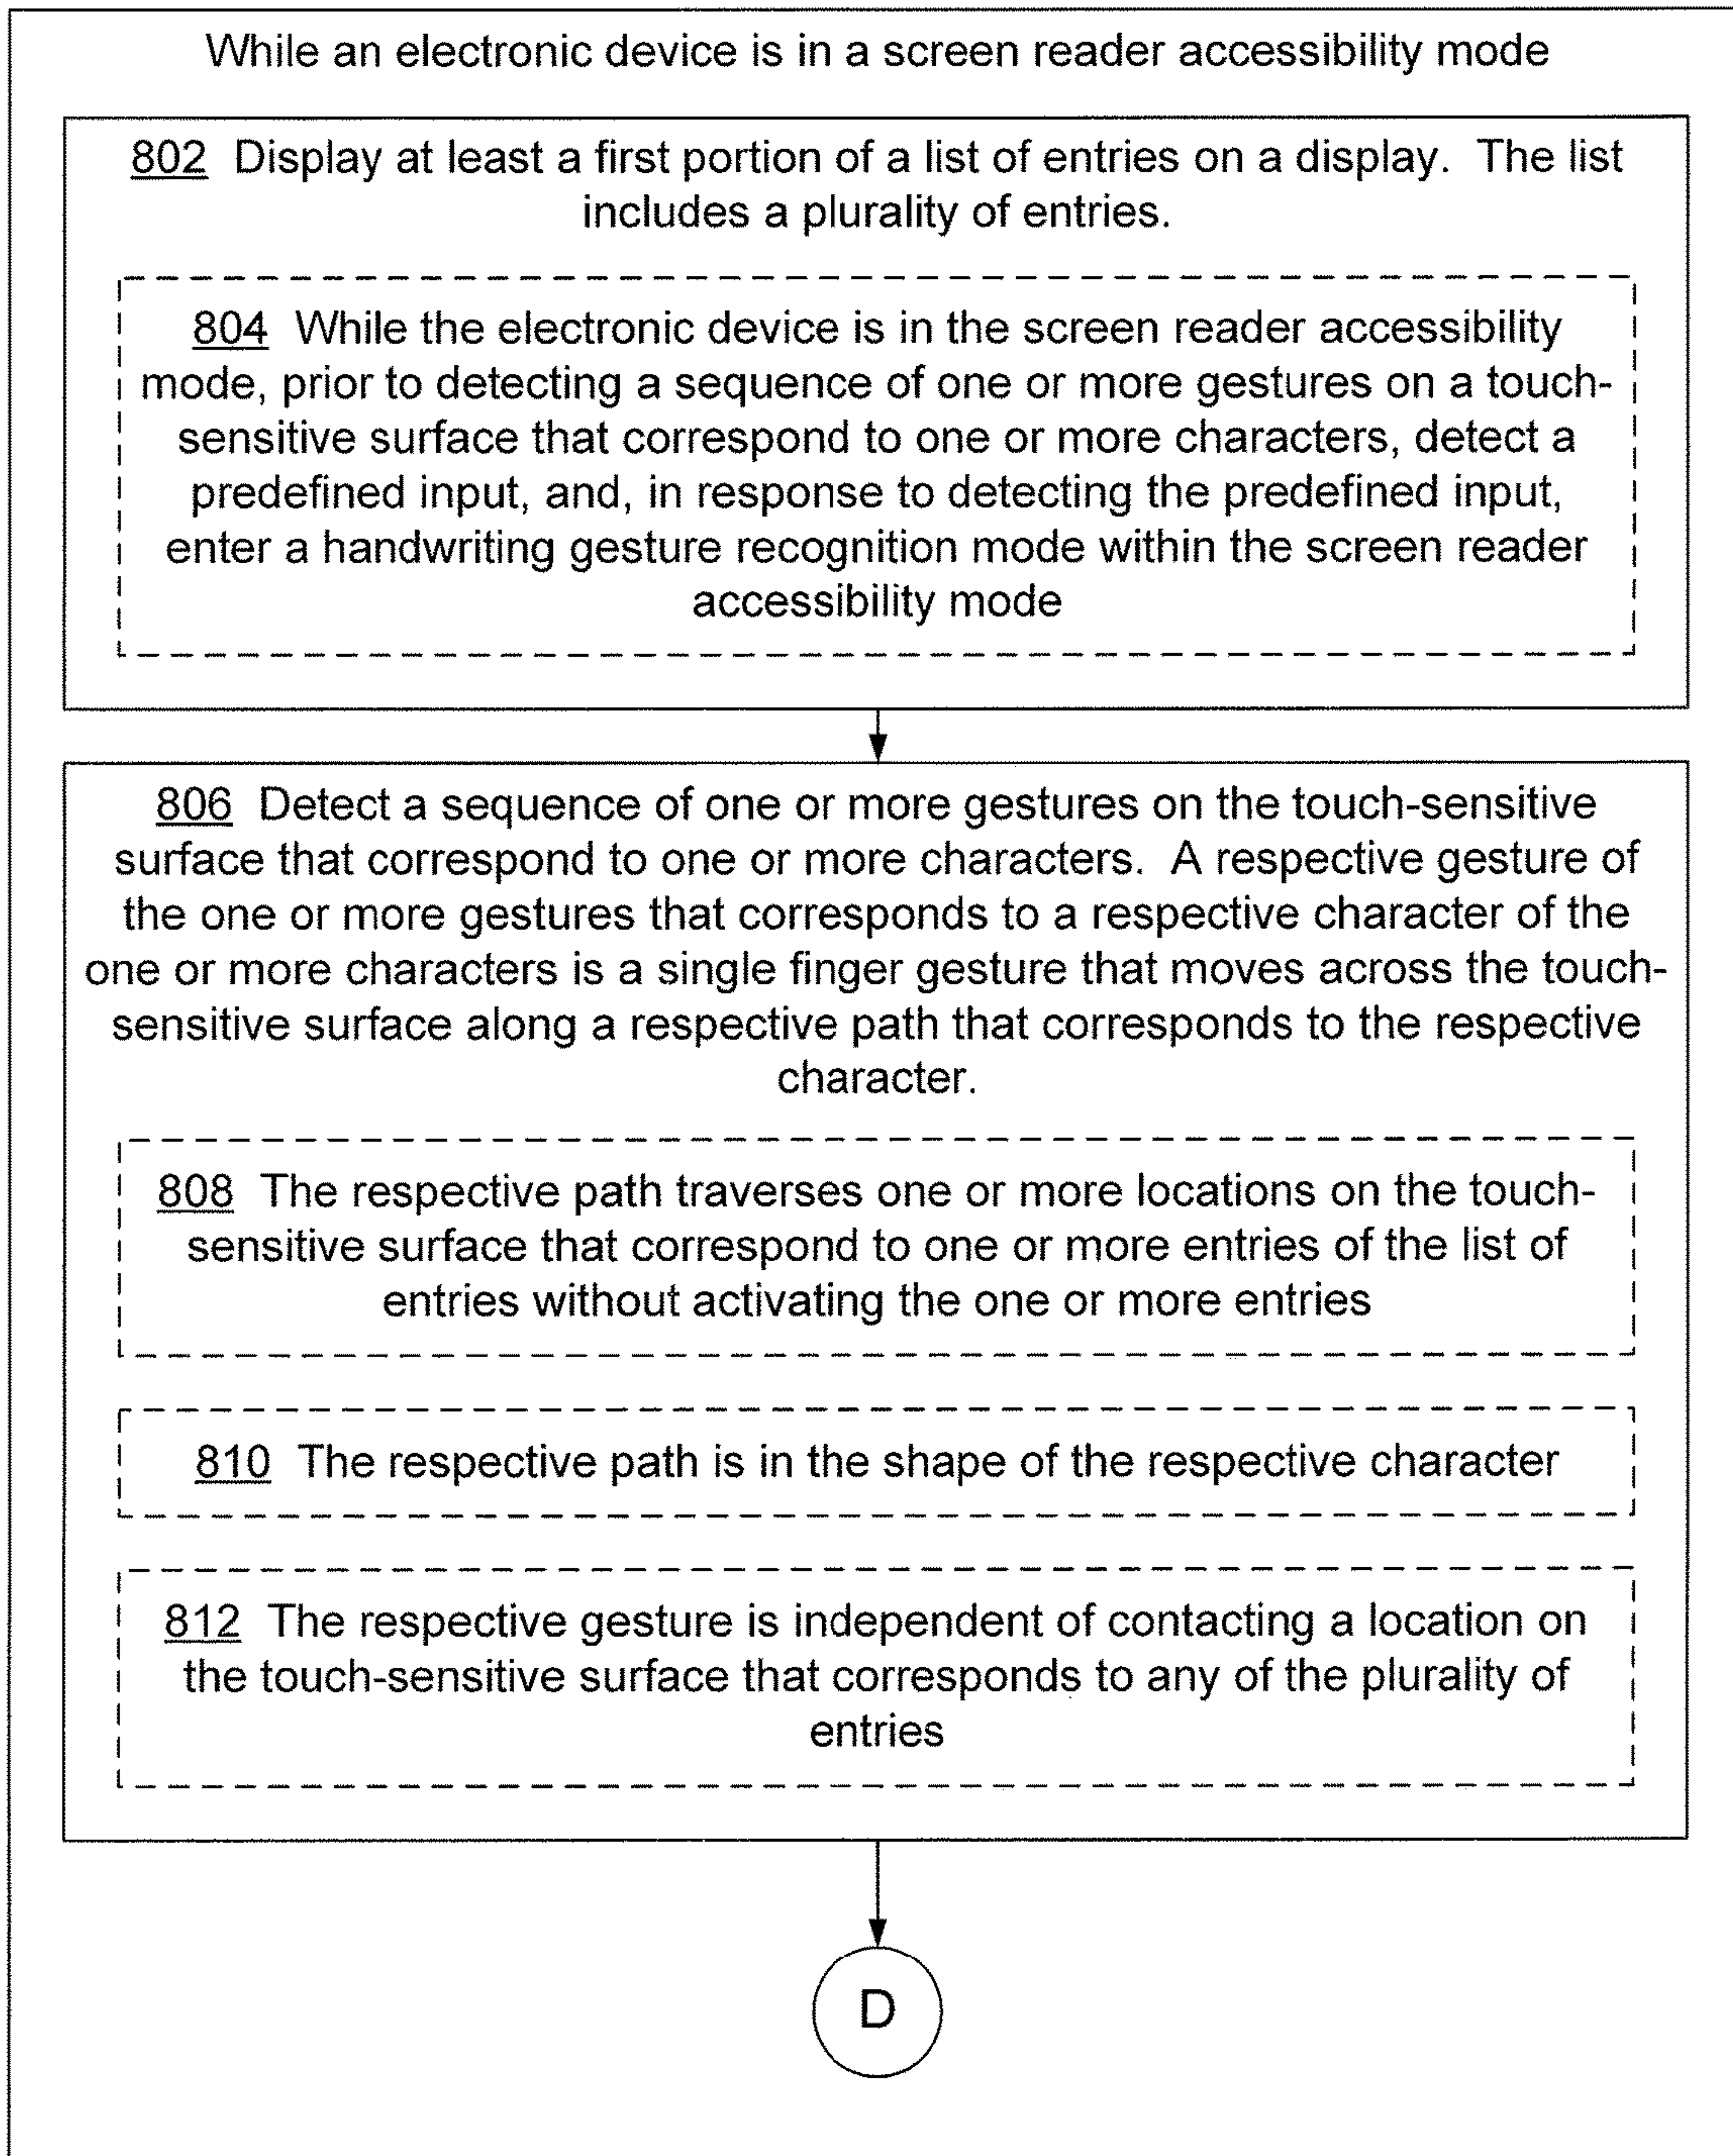 While an electronic device is in a screen reader accessibility mode
802 Display at least a first portion of a list of entries on a display. The list
includes a plurality of entries.
804 While the electronic device is in the screen reader accessibility
mode, prior to detecting a sequence of one or more gestures on a touch-
sensitive surface that correspond to one or more characters, detect a
predefined input, and, in response to detecting the predefined input,
enter a handwriting gesture recognition mode within the screen reader
accessibility mode
806 Detect a sequence of one or more gestures on the touch-sensitive
surface that correspond to one or more characters. A respective gesture of
the one or more gestures that corresponds to a respective character of the
one or more characters is a single finger gesture that moves across the touch-
sensitive surface along a respective path that corresponds to the respective
character.
808 The respective path traverses one or more locations on the touch-
sensitive surface that correspond to one or more entries of the list of
entries without activating the one or more entries
810 The respective path is in the shape of the respective character
812 The respective gesture is independent of contacting a location on
the touch-sensitive surface that corresponds to any of the plurality of
entries
D